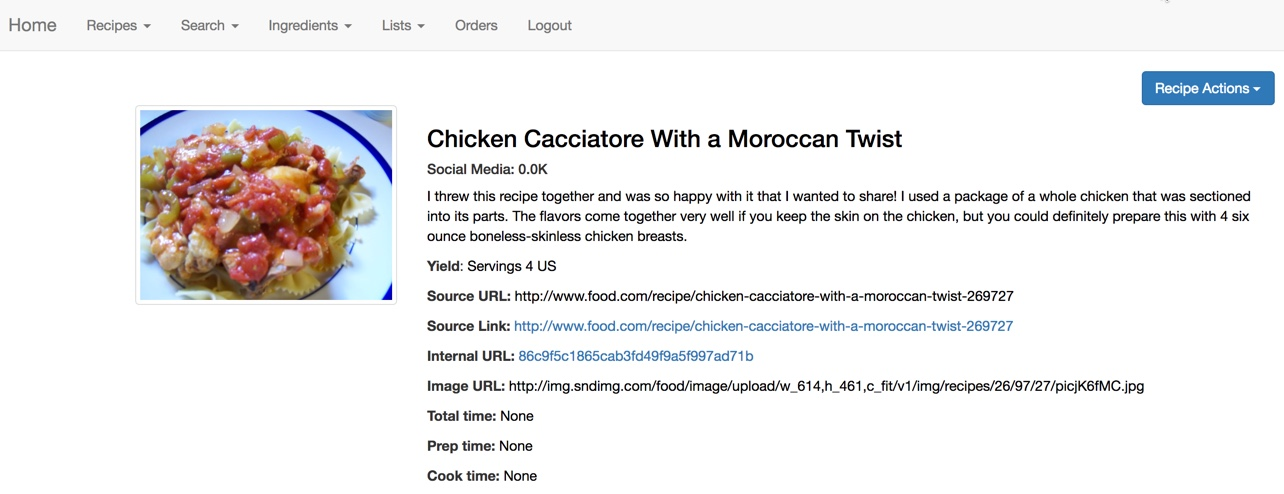 Home Recipes Search Ingredients Lists Orders Logout
Recipe Actions
Chicken Cacciatore With a Moroccan Twist
Social Media: 0.0K
I threw this recipe together and was so happy with it that I wanted to share! I used a package of a whole chicken that was sectioned
into its parts. The flavors come together very well if you keep the skin on the chicken, but you could definitely prepare this with 4 six
ounce boneless-skinless chicken breasts.
Yield: Servings 4 US
Source URL: http://www.food.com/recipe/chicken-cacciatore-with-a-moroccan-twist-269727
Source Link: http://www.food.com/recipe/chicken-cacciatore-with-a-moroccan-twist-269727
Internal URL: 86c9f5c1865cab3fd49f9a5f997ad71b
Image URL: http://img.sndimg.com/food/image/upload/w_614,h_461,c_fit/v1/img/recipes/26/97/27/picjK6fMC.jpg
Total time: None
Prep time: None
Cook time: None